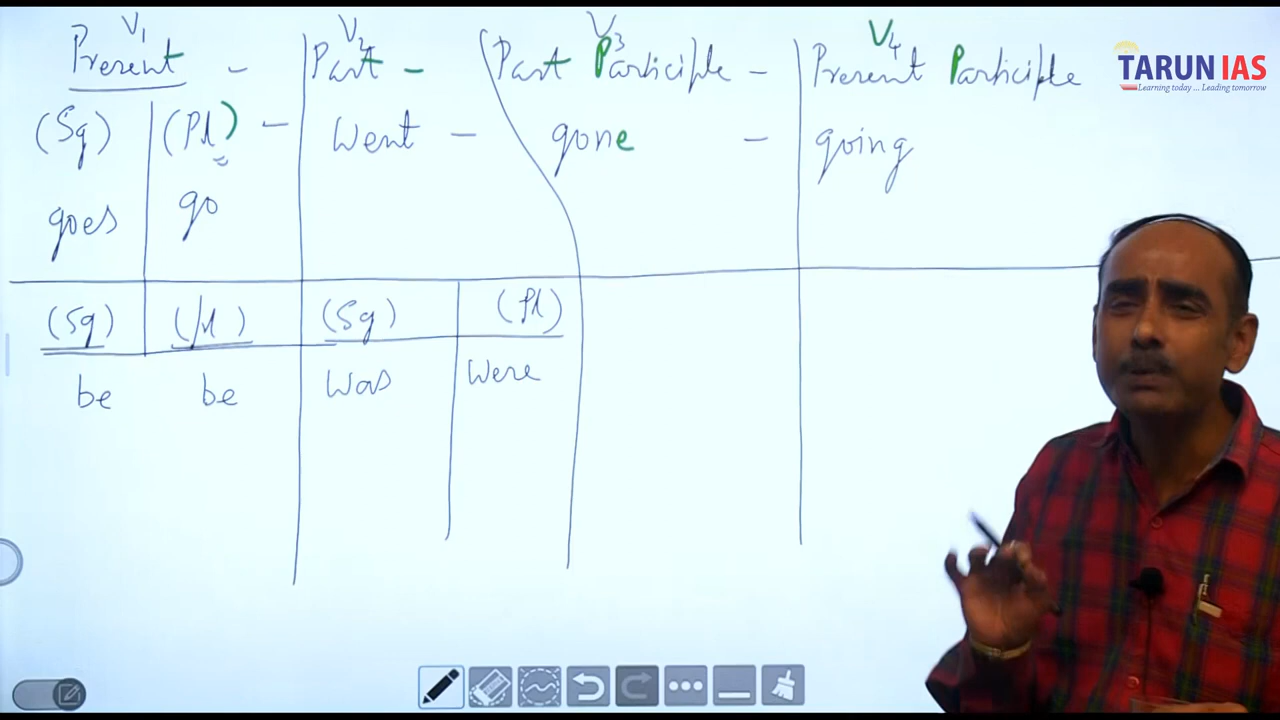 V1 V2 V3 V4
Present - Past - Past Participle - Present Participle
(Sg) (Pl) - Went - gone - going
goes go
(Sg) (Pl) (Sg) (Pl)
be be was were
TARUN IAS
Learning today ... Leading tomorrow